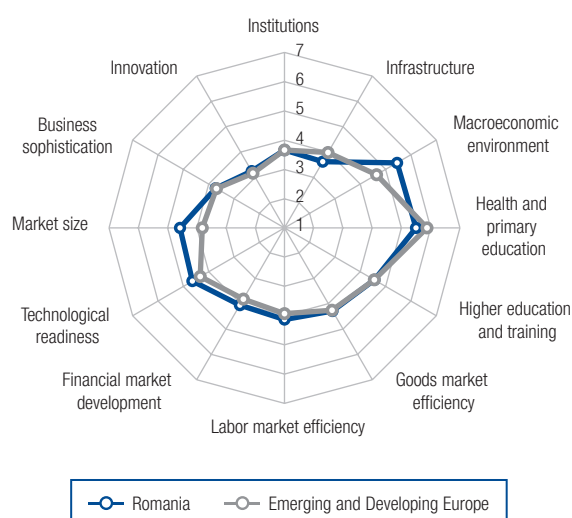 Institutions
7
6
5
4
3
2
1
Infrastructure
Macroeconomic
environment
Health and
primary
education
Higher education
and training
Goods market
efficiency
Labor market efficiency
Financial market
development
Technological
readiness
Market size
Business
sophistication
Innovation
Romania
Emerging and Developing Europe